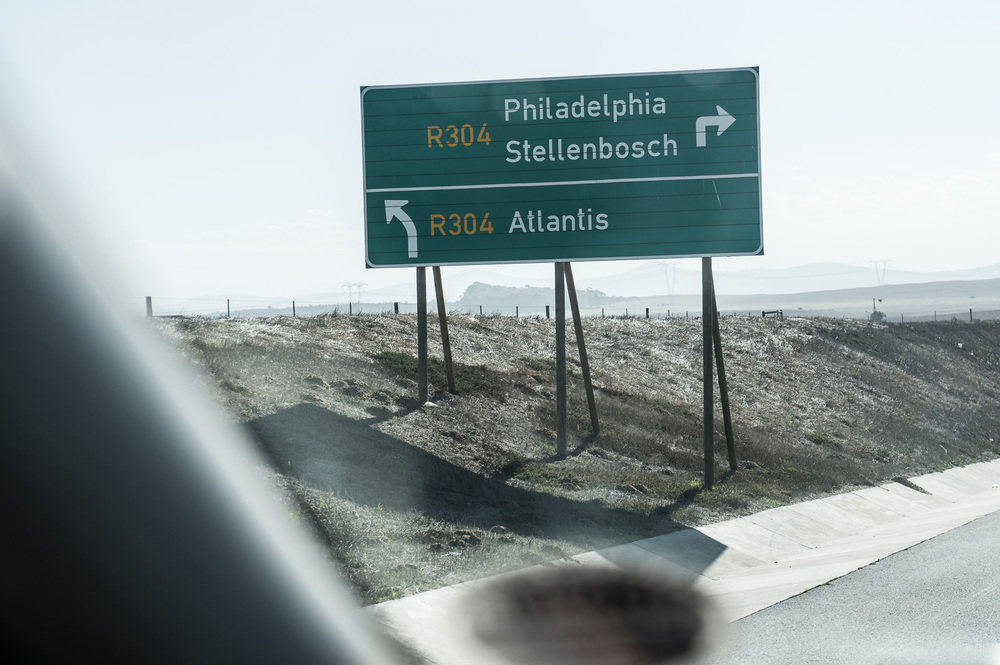 Philadelphia
R304
Stellenbosch
R304 Atlantis